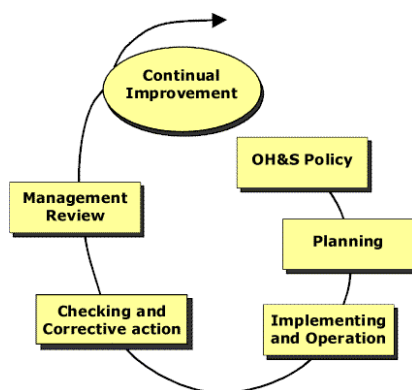 Continual
Improvement
OH&S Policy
Management
Review
Planning
Checking and
Corrective action
Implementing
and Operation